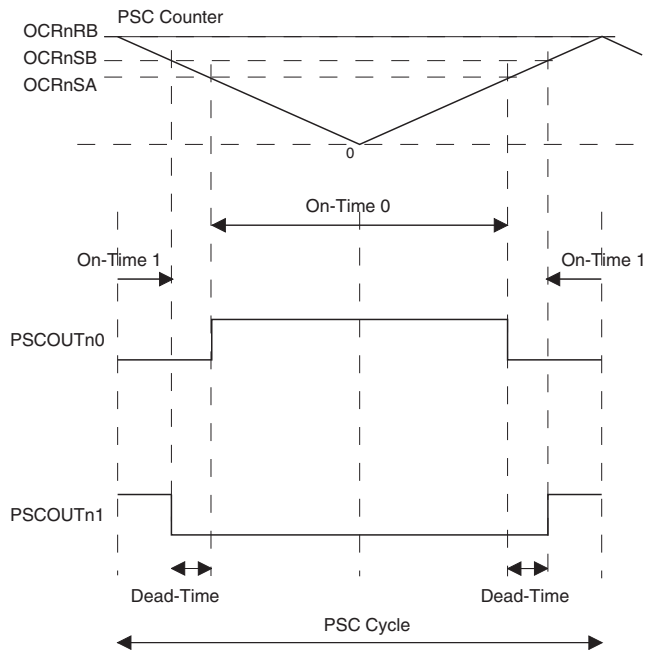 PSC Counter
OCRnRB
OCRnSB
OCRnSA
0
On-Time 0
On-Time 1
On-Time 1
PSCOUTn0
PSCOUTn1
Dead-Time
Dead-Time
PSC Cycle